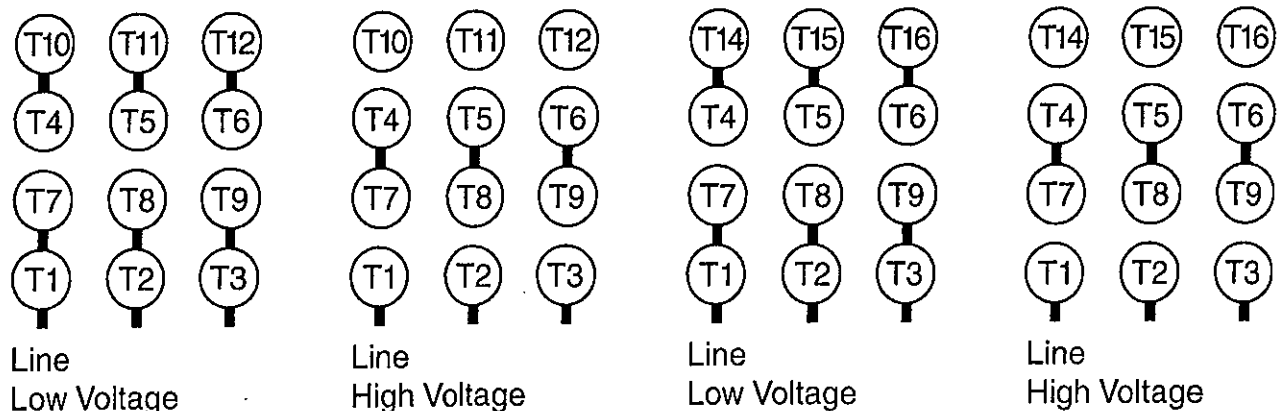 T10 T11 T12 T10 T11 T12 T14 T15 T16 T14 T15 T16
T4 T5 T6 T4 T5 T6 T4 T5 T6 T4 T5 T6
T7 T8 T9 T7 T8 T9 T7 T8 T9 T7 T8 T9
T1 T2 T3 T1 T2 T3 T1 T2 T3 T1 T2 T3
Line Line Line Line
Low Voltage High Voltage Low Voltage High Voltage